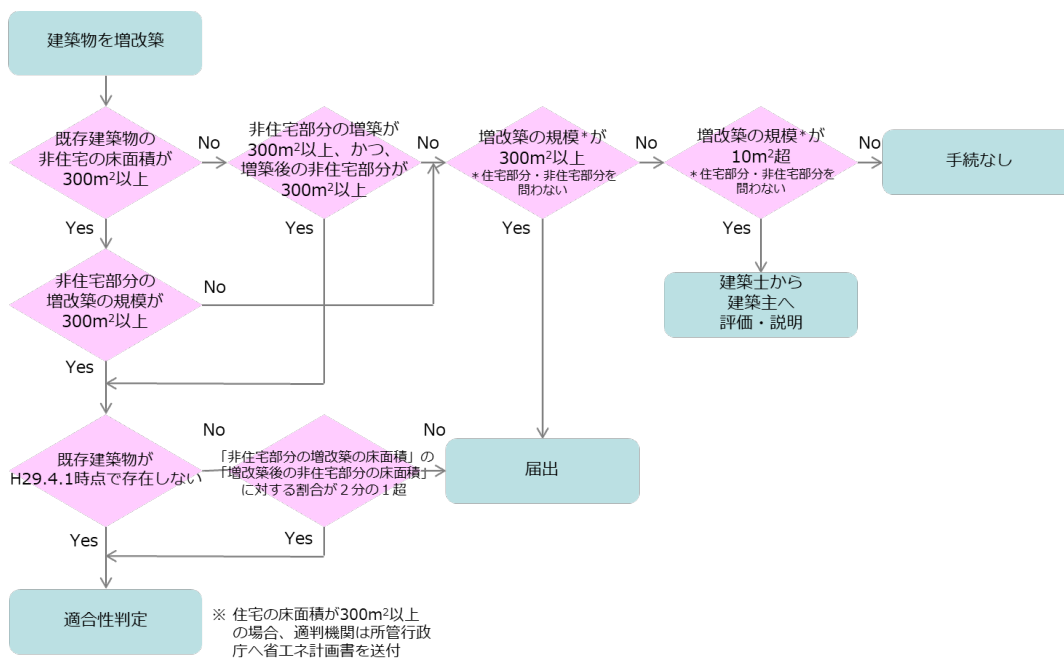 建築物を増改築
既存建築物の
非住宅の床面積が
300m²以上
No
非住宅部分の増築が
300m²以上、かつ、
増築後の非住宅部分が
300m²以上
No
増改築の規模*が
300m²以上
*住宅部分・非住宅部分を
問わない
No
増改築の規模*が
10m²超
*住宅部分・非住宅部分を
問わない
No
手続なし
Yes
Yes
Yes
Yes
非住宅部分の
増改築の規模が
300m²以上
No
建築士から
建築主へ
評価・説明
Yes
既存建築物が
H29.4.1時点で存在しない
No
「非住宅部分の増改築の床面積」の
「増改築後の非住宅部分の床面積」
に対する割合が２分の１超
No
届出
Yes
Yes
適合性判定
※ 住宅の床面積が300m²以上
の場合、適判機関は所管行政
庁へ省エネ計画書を送付